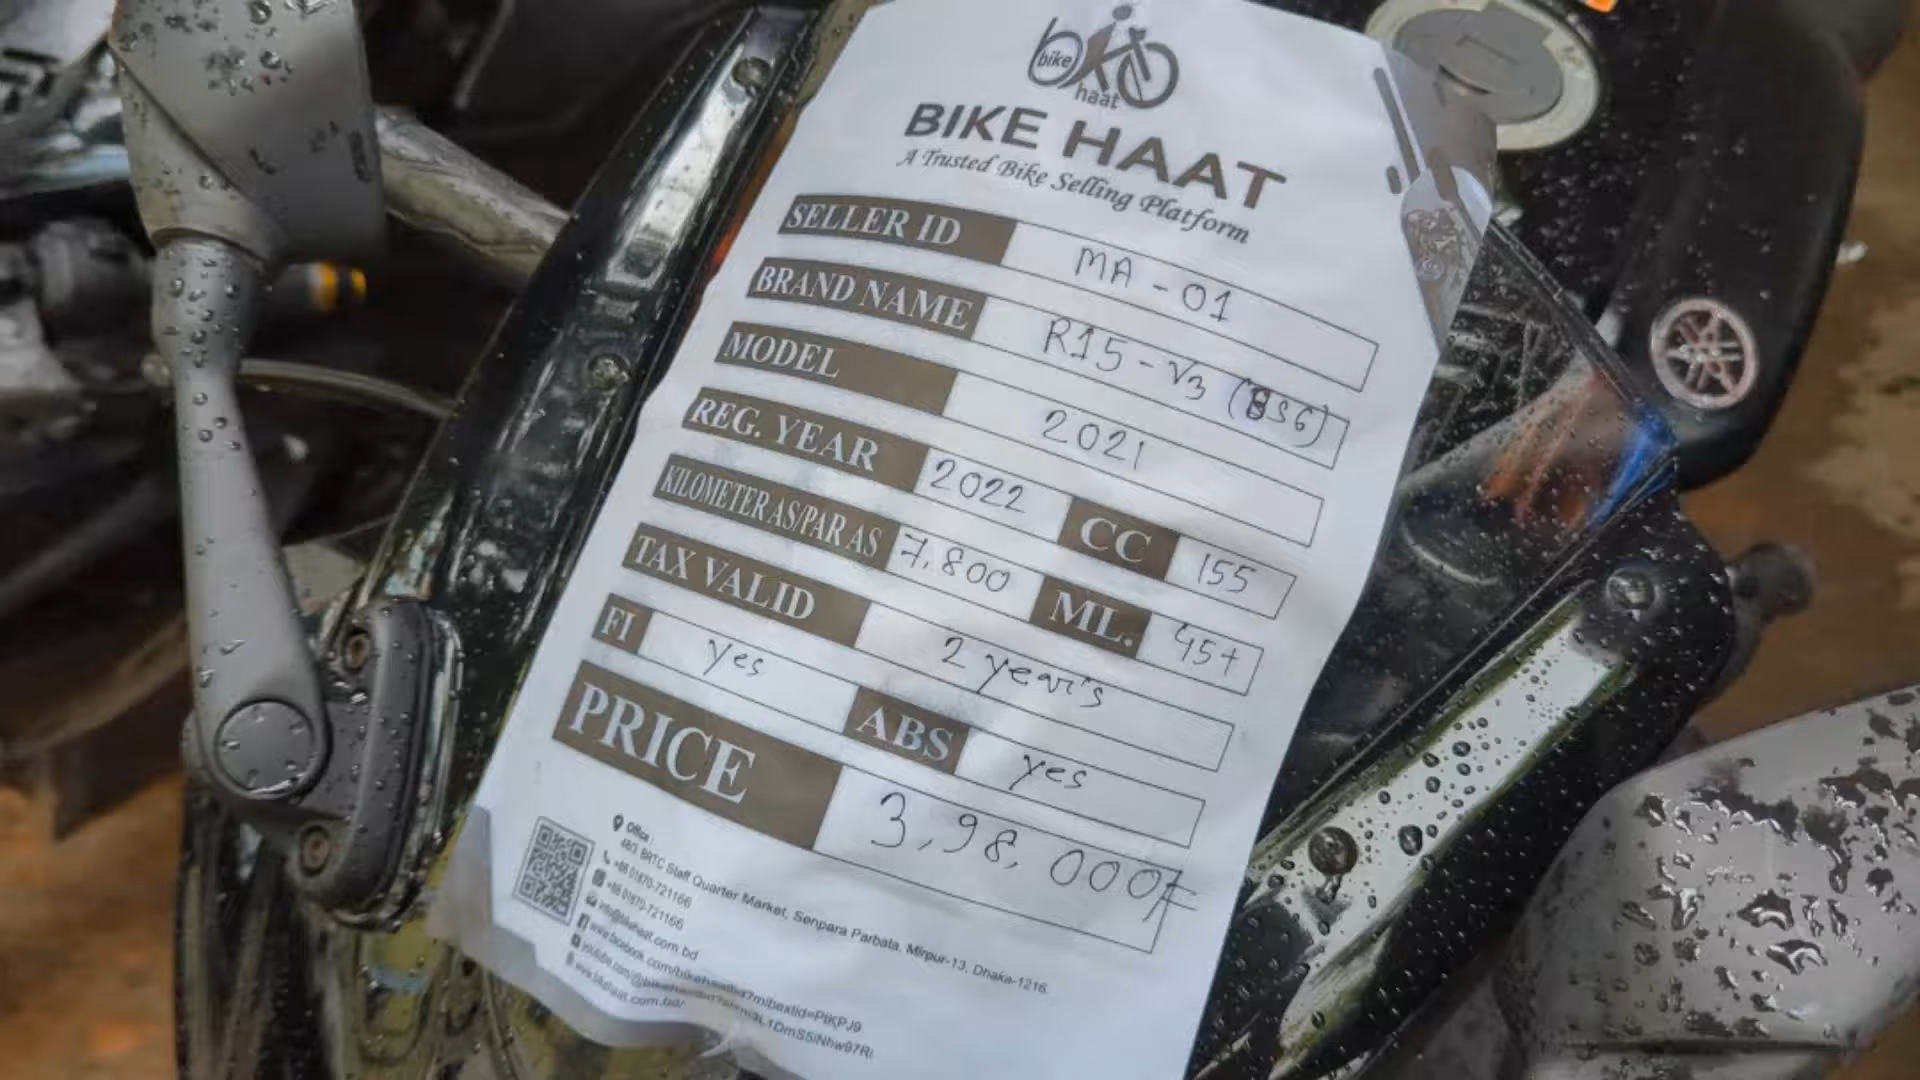 bike
haat
BIKE HAAT
A Trusted Bike Selling Platform
SELLER ID MA-01
BRAND NAME R15-V3 (BS6)
MODEL 2021
REG. YEAR 2022 CC 155
KILOMETER AS/PAR AS 7,800 ML. 45+
TAX VALID 2 year's
FI yes ABS yes
PRICE 3,98,000/=
Office :
48/3, BRTC Staff Quarter Market, Senpara Parbata, Mirpur-13, Dhaka-1216
+88 01870-721166
+88 01870-721166
info@bikehaat.com.bd
www.facebook.com/bikehaatbd?mibextid=PlKPJ9
www.bikehaat.com.bd/